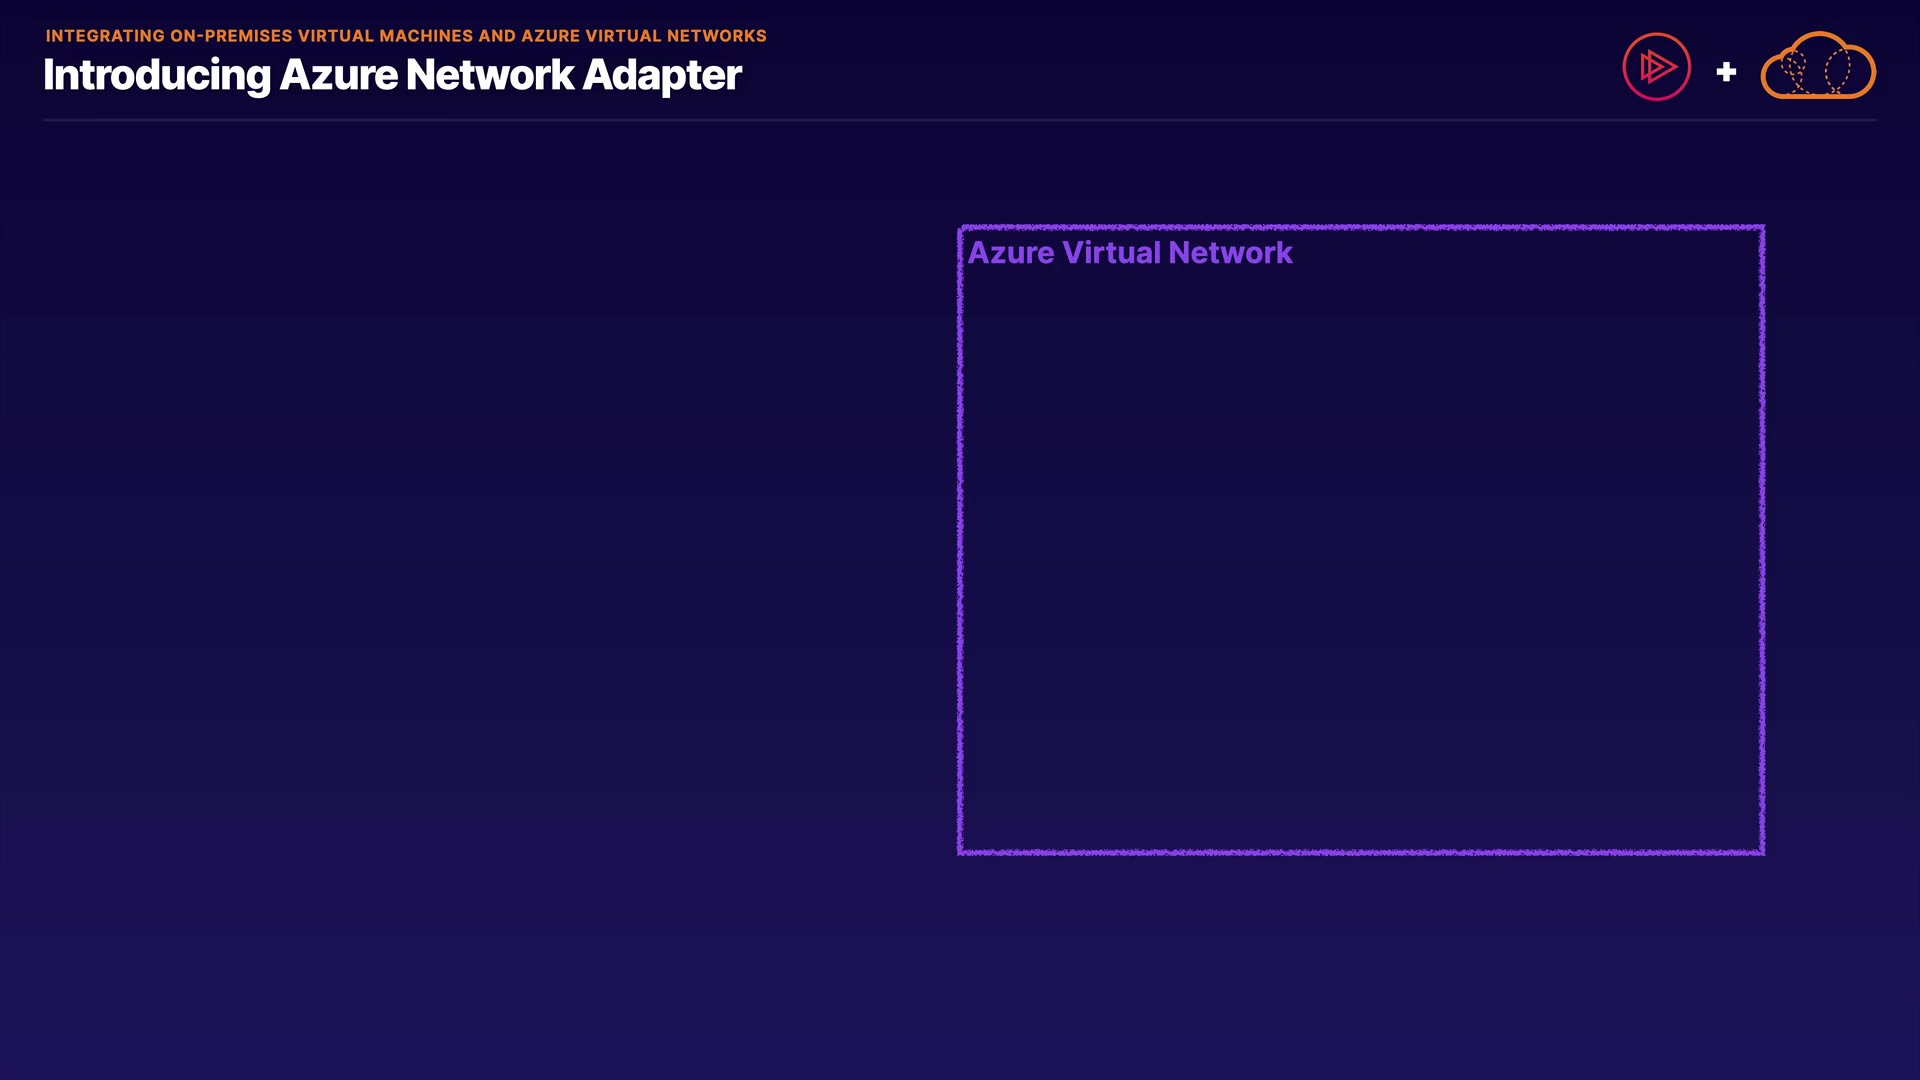 INTEGRATING ON-PREMISES VIRTUAL MACHINES AND AZURE VIRTUAL NETWORKS
Introducing Azure Network Adapter
+
Azure Virtual Network